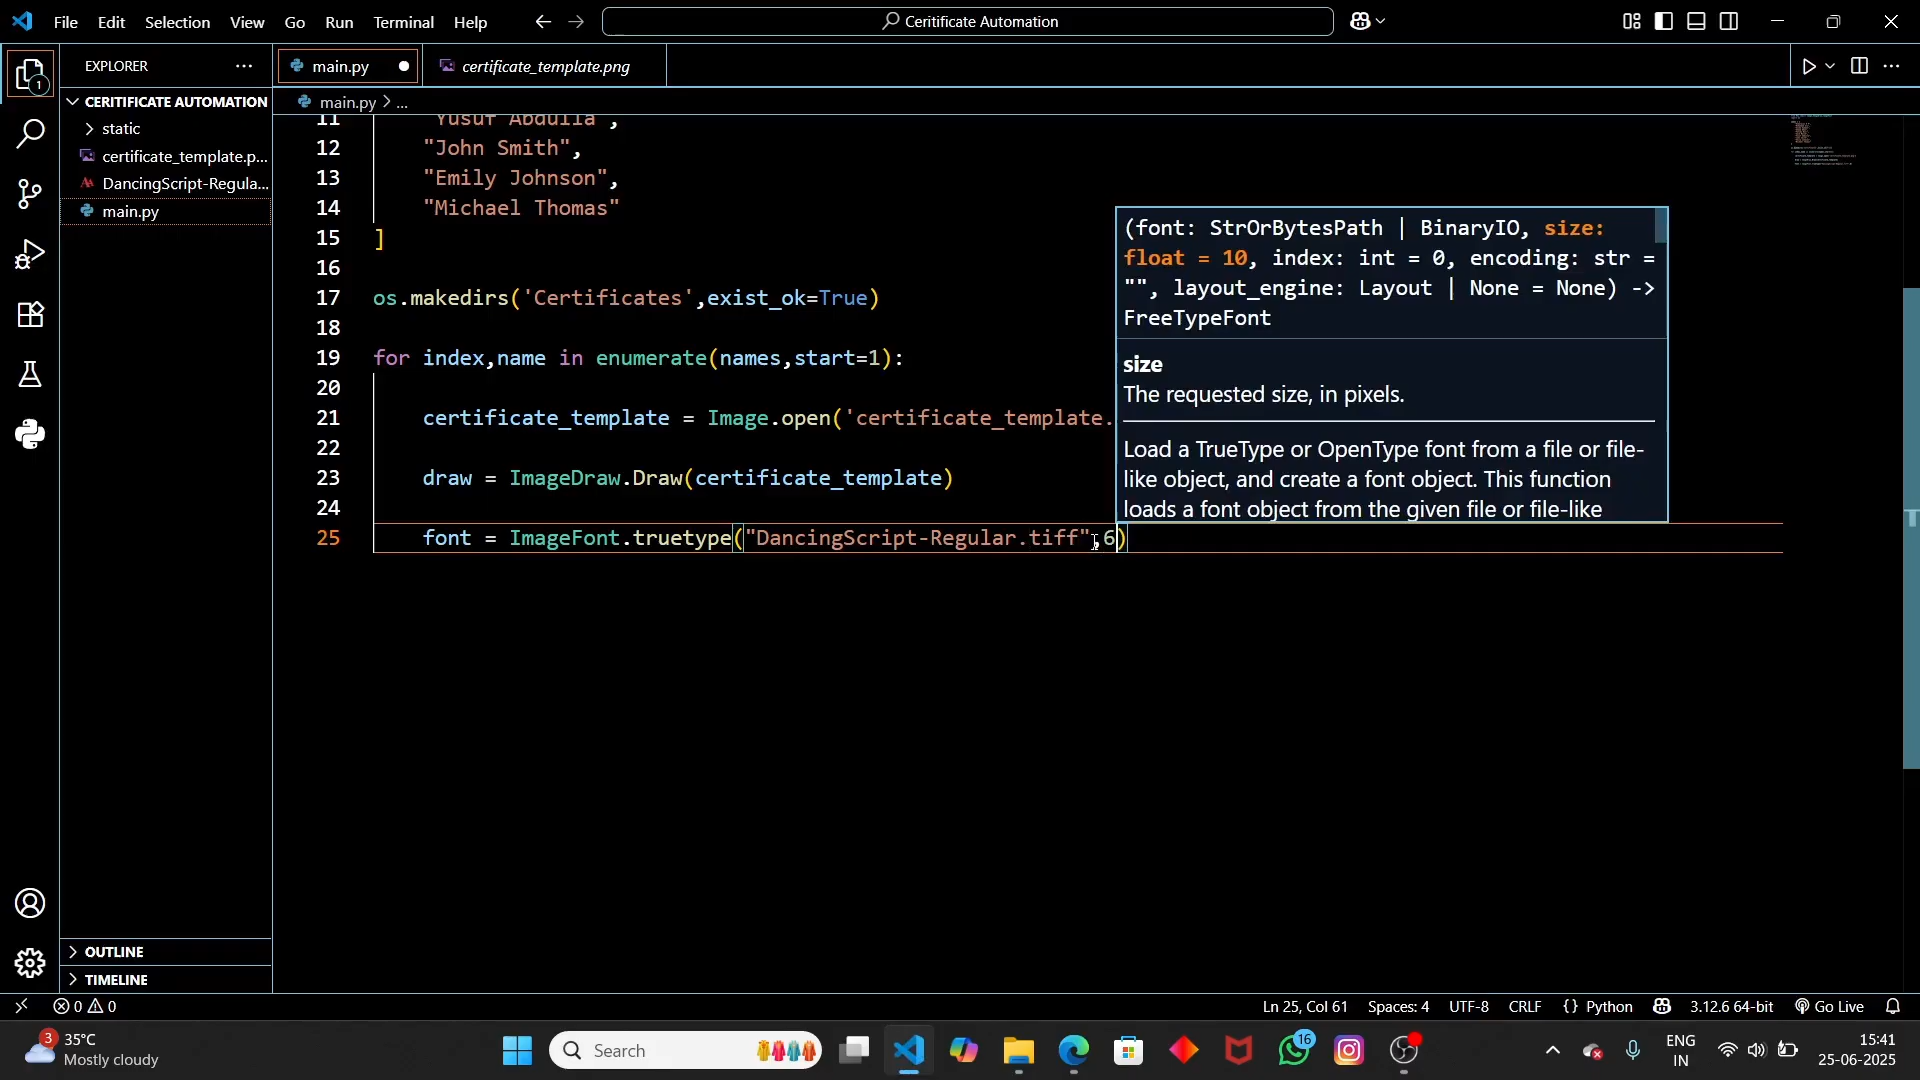 File Edit Selection View Go Run Terminal Help
Ceritificate Automation
EXPLORER
main.py
certificate_template.png
CERITIFICATE AUTOMATION
main.py > ...
static
certificate_template.p...
DancingScript-Regula...
main.py
11 "Yusuf Abdulla",
12 "John Smith",
13 "Emily Johnson",
14 "Michael Thomas"
15 ]
16
17 os.makedirs('Certificates',exist_ok=True)
18
19 for index,name in enumerate(names,start=1):
20
21 certificate_template = Image.open('certificate_template.
22
23 draw = ImageDraw.Draw(certificate_template)
24
25 font = ImageFont.truetype("DancingScript-Regular.tiff",6)
(font: StrOrBytesPath | BinaryIO, size:
float = 10, index: int = 0, encoding: str =
"", layout_engine: Layout | None = None) ->
FreeTypeFont
size
The requested size, in pixels.
Load a TrueType or OpenType font from a file or file-
like object, and create a font object. This function
loads a font object from the given file or file-like
OUTLINE
TIMELINE
0 0
Ln 25, Col 61 Spaces: 4 UTF-8 CRLF {} Python 3.12.6 64-bit Go Live
1
3
35°C
Mostly cloudy
Search
16
ENG
IN
15:41
25-06-2025